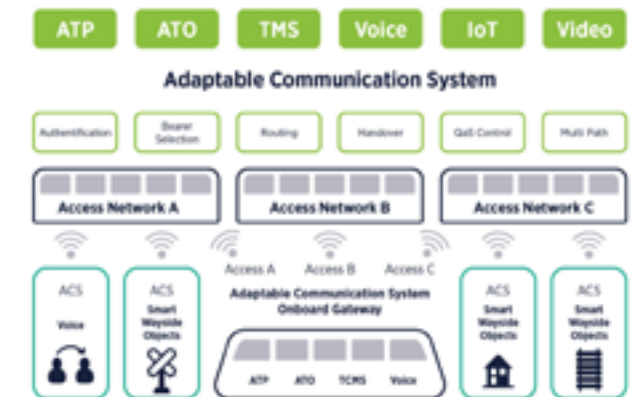 ATP ATO TMS Voice IoT Video
Adaptable Communication System
Authentification Bearer Selection Routing Handover QoS Control Multi Path
Access Network A Access Network B Access Network C
Access A Access B Access C
Adaptable Communication System
Onboard Gateway
ATP ATO TCMS Voice
ACS
Voice
ACS
Smart
Wayside
Objects
ACS
Smart
Wayside
Objects
ACS
Smart
Wayside
Objects